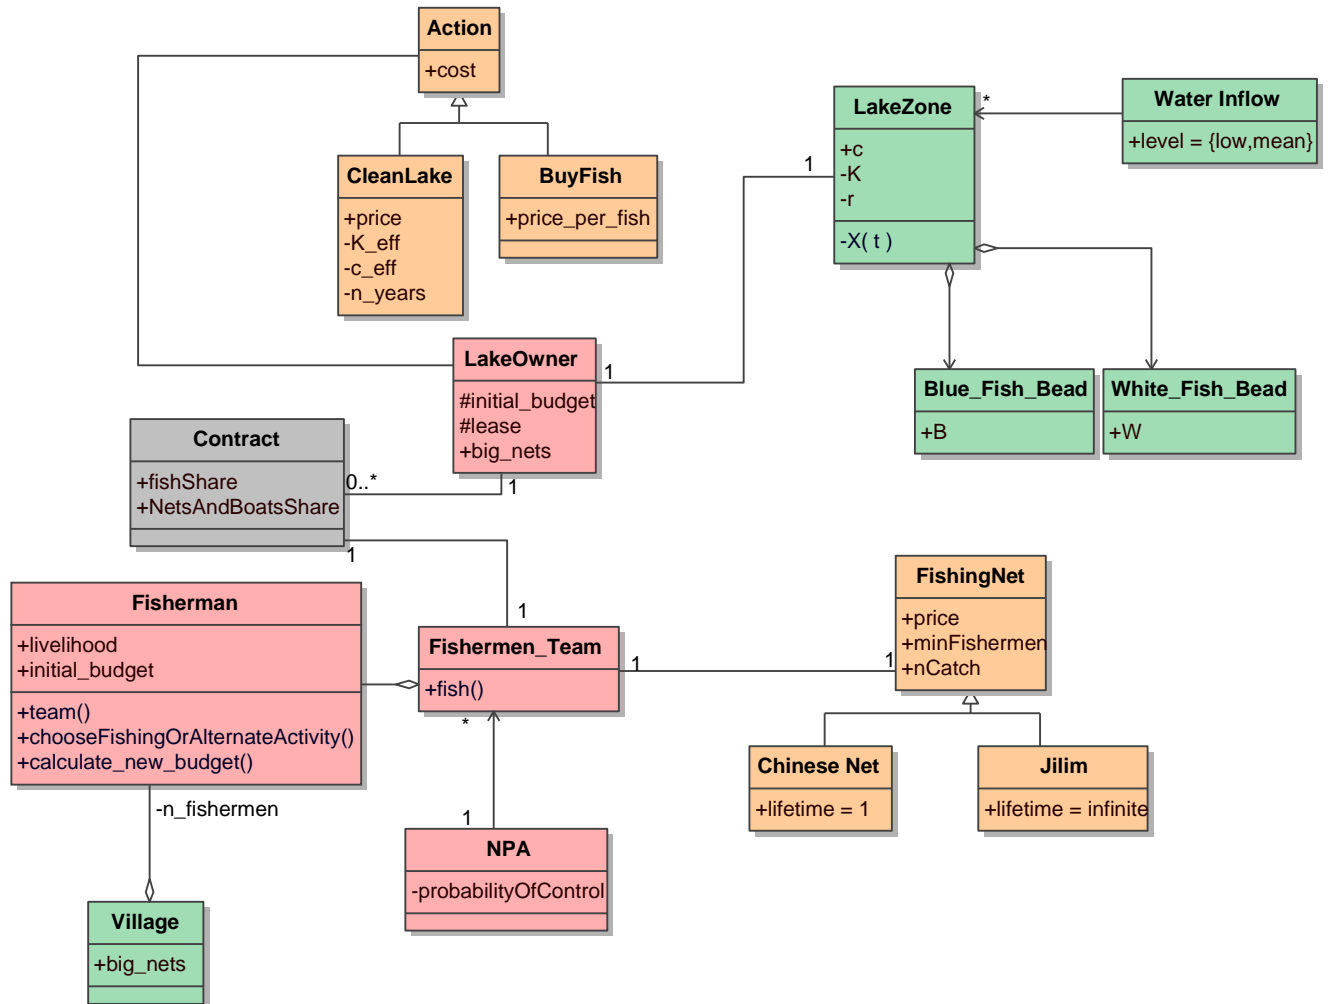 Action
+cost
CleanLake
+price
-K_eff
-c_eff
-n_years
BuyFish
+price_per_fish
LakeZone
+c
-K
-r
-X( t )
*
Water Inflow
+level = {low,mean}
1
1
LakeOwner
#initial_budget
#lease
+big_nets
Blue_Fish_Bead
+B
White_Fish_Bead
+W
Contract
+fishShare
+NetsAndBoatsShare
0..*
1
1
1
Fisherman
+livelihood
+initial_budget
+team()
+chooseFishingOrAlternateActivity()
+calculate_new_budget()
Fishermen_Team
+fish()
1
1
*
FishingNet
+price
+minFishermen
+nCatch
Chinese Net
+lifetime = 1
Jilim
+lifetime = infinite
-n_fishermen
1
NPA
-probabilityOfControl
Village
+big_nets